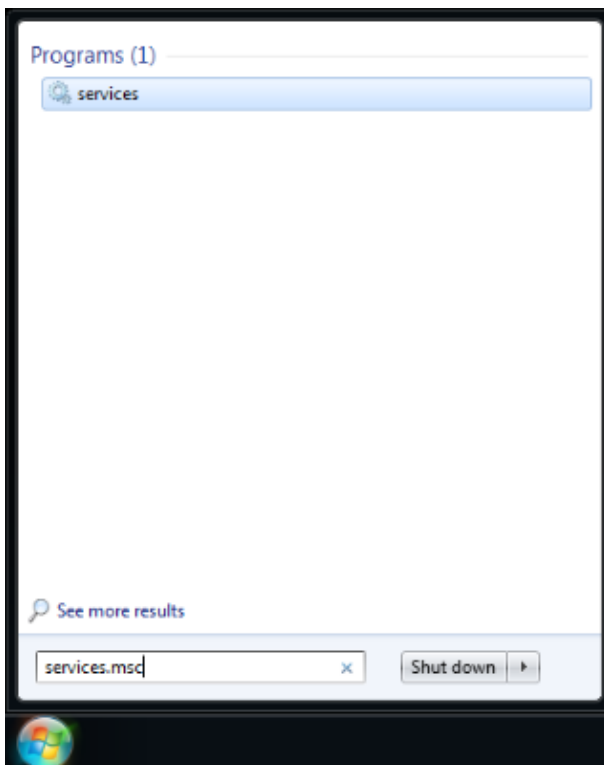 Programs (1)
services
See more results
services.msc
Shut down